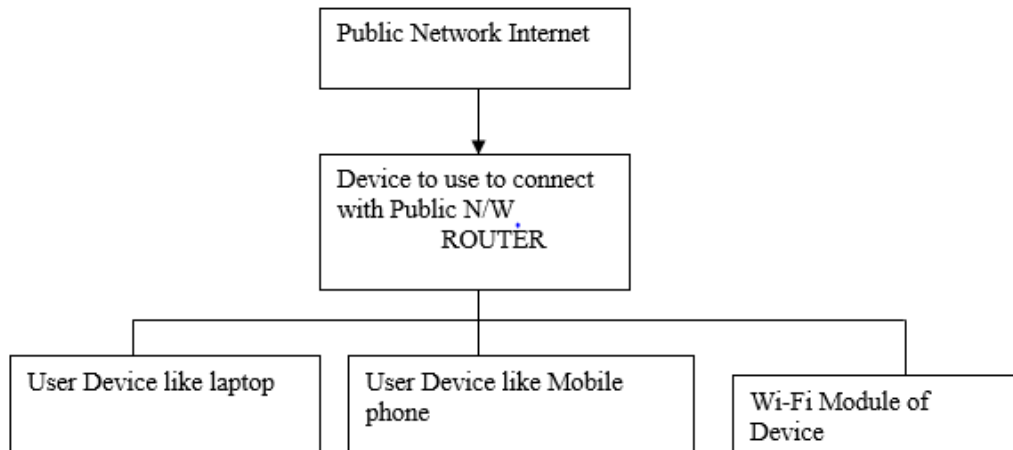 Public Network Internet
Device to use to connect
with Public N/W
ROUTER
User Device like laptop
User Device like Mobile
phone
Wi-Fi Module of
Device